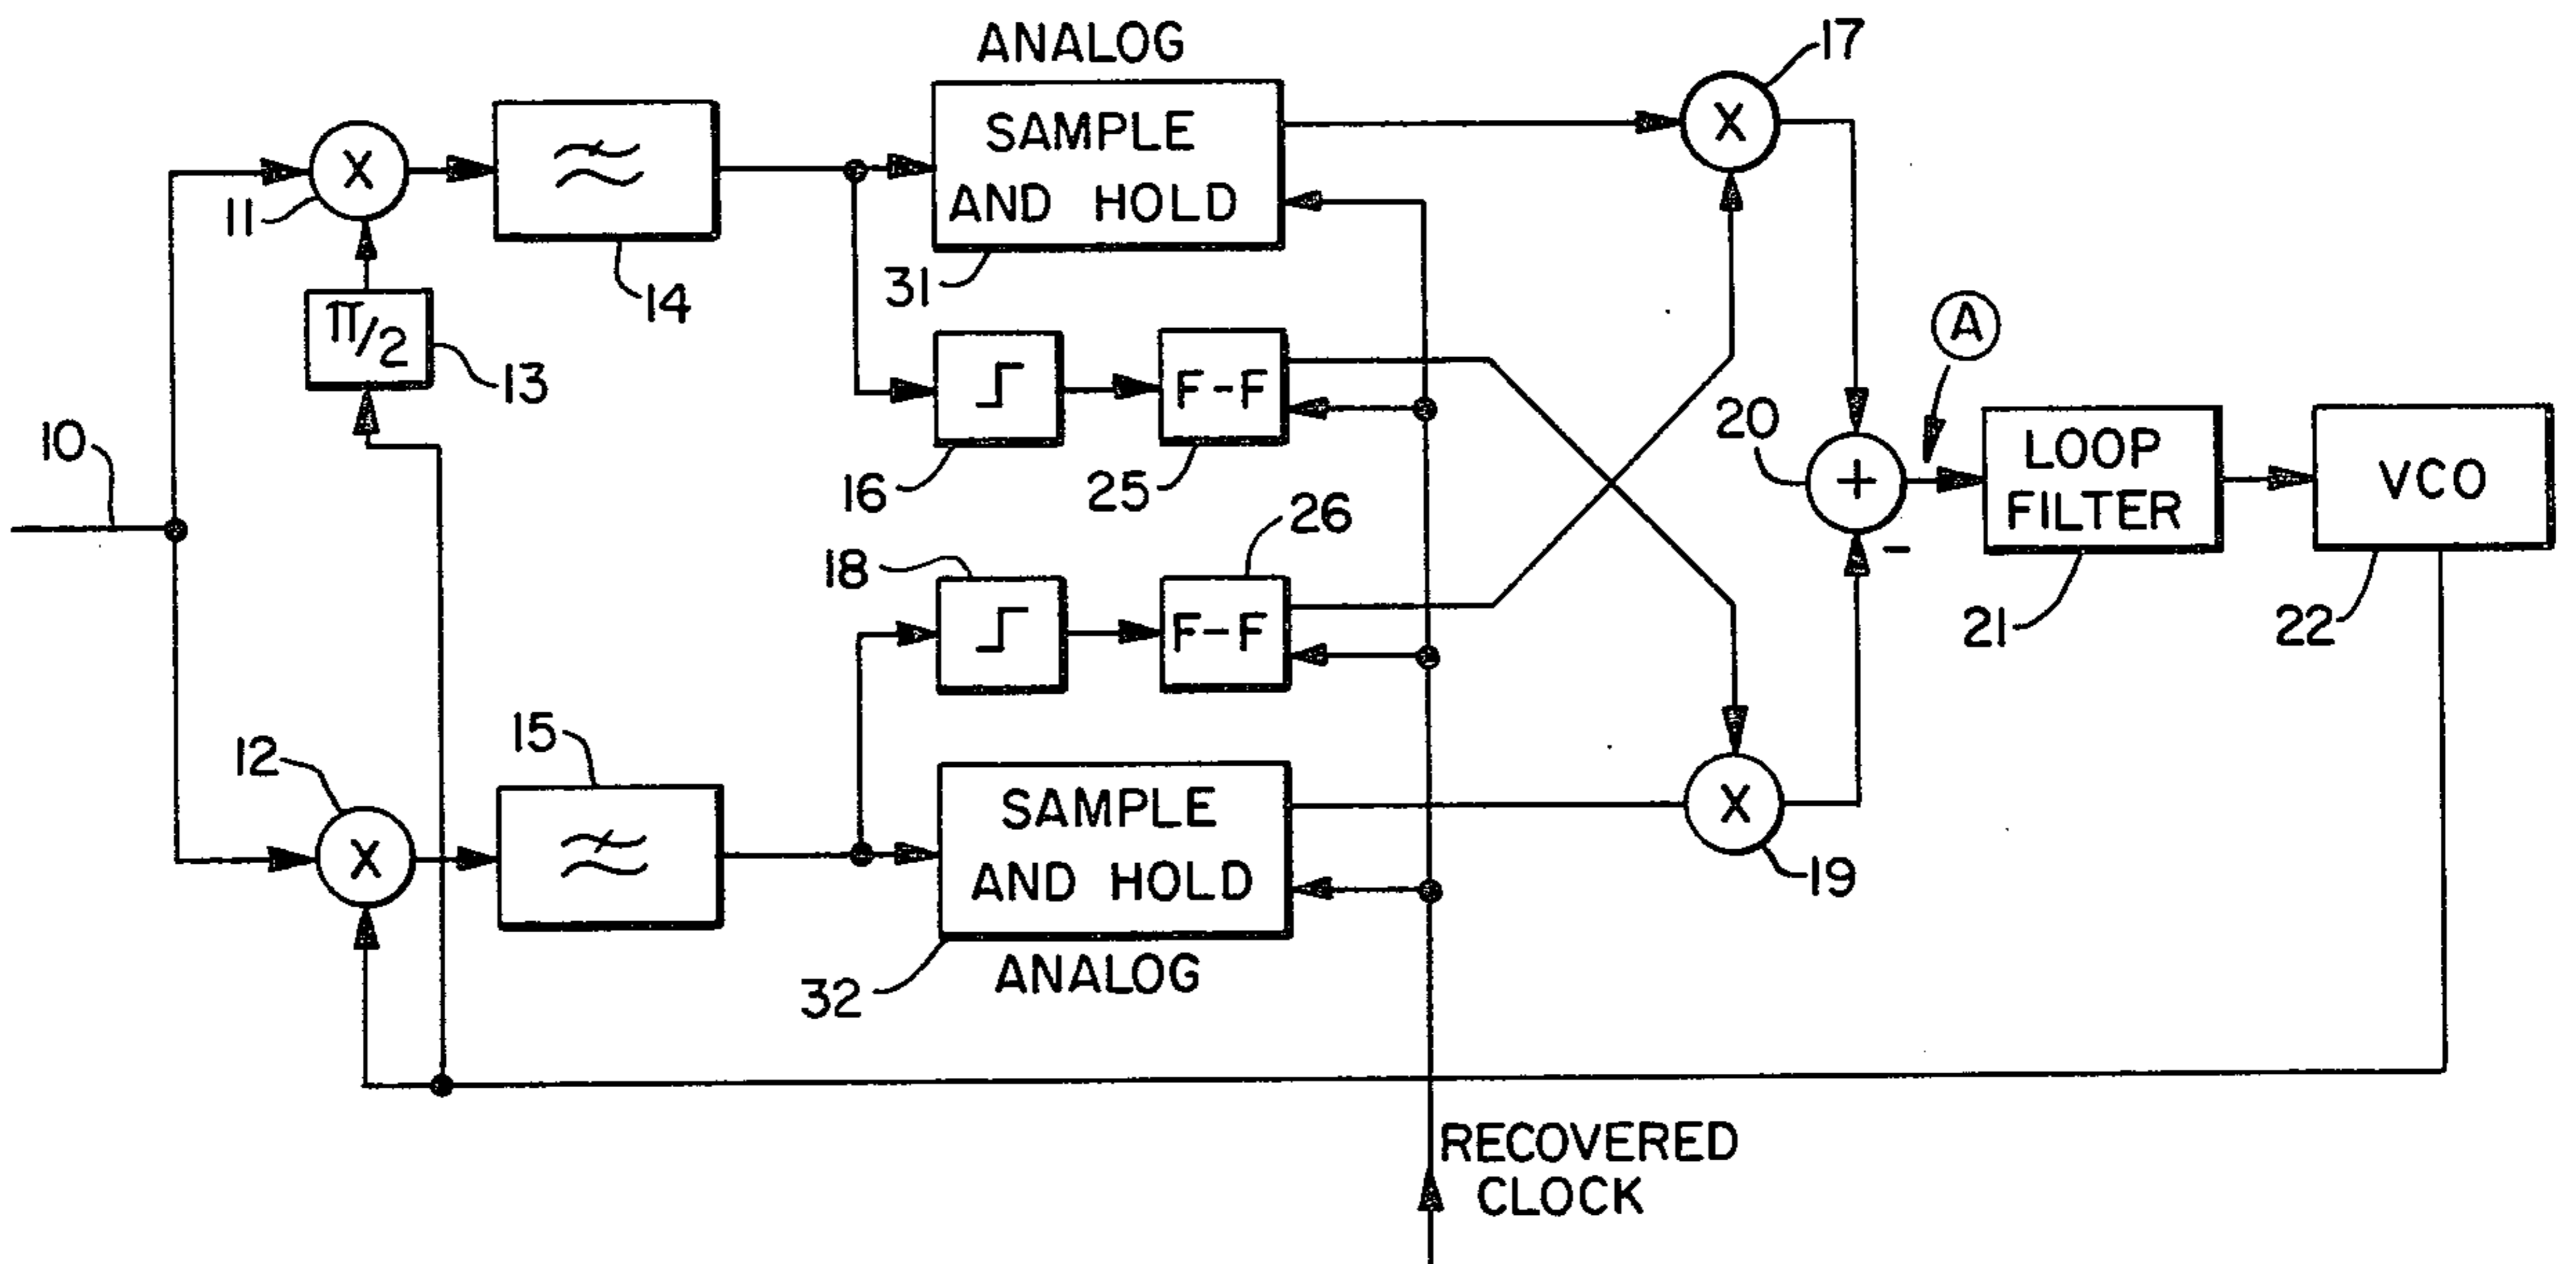 ANALOG
17
X
SAMPLE
AND HOLD
X
11
14
31
π/2
13
A
F-F
10
20
LOOP
FILTER
+
VCO
16
25
26
-
18
F-F
21
22
15
12
SAMPLE
AND HOLD
X
X
19
32
ANALOG
RECOVERED
CLOCK